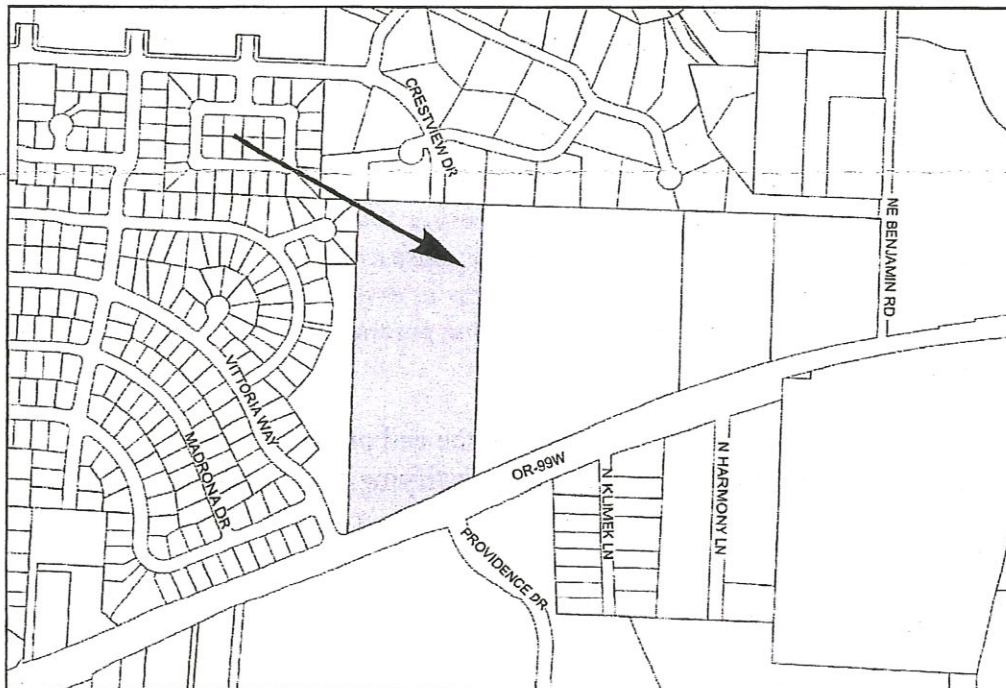 CRESTVIEW DR
NE BENJAMIN RD
VITTORIA WAY
MADRONA DR
OR-99W
N KLIMEK LN
N HARMONY LN
PROVIDENCE DR